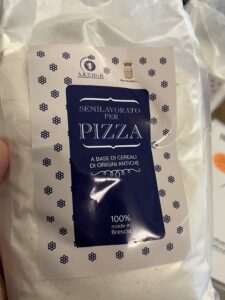 SEMILAVORATO
PER
PIZZA
A BASE DI CEREALI
DI ORIGINI ANTICHE
100%
made in
Brescia